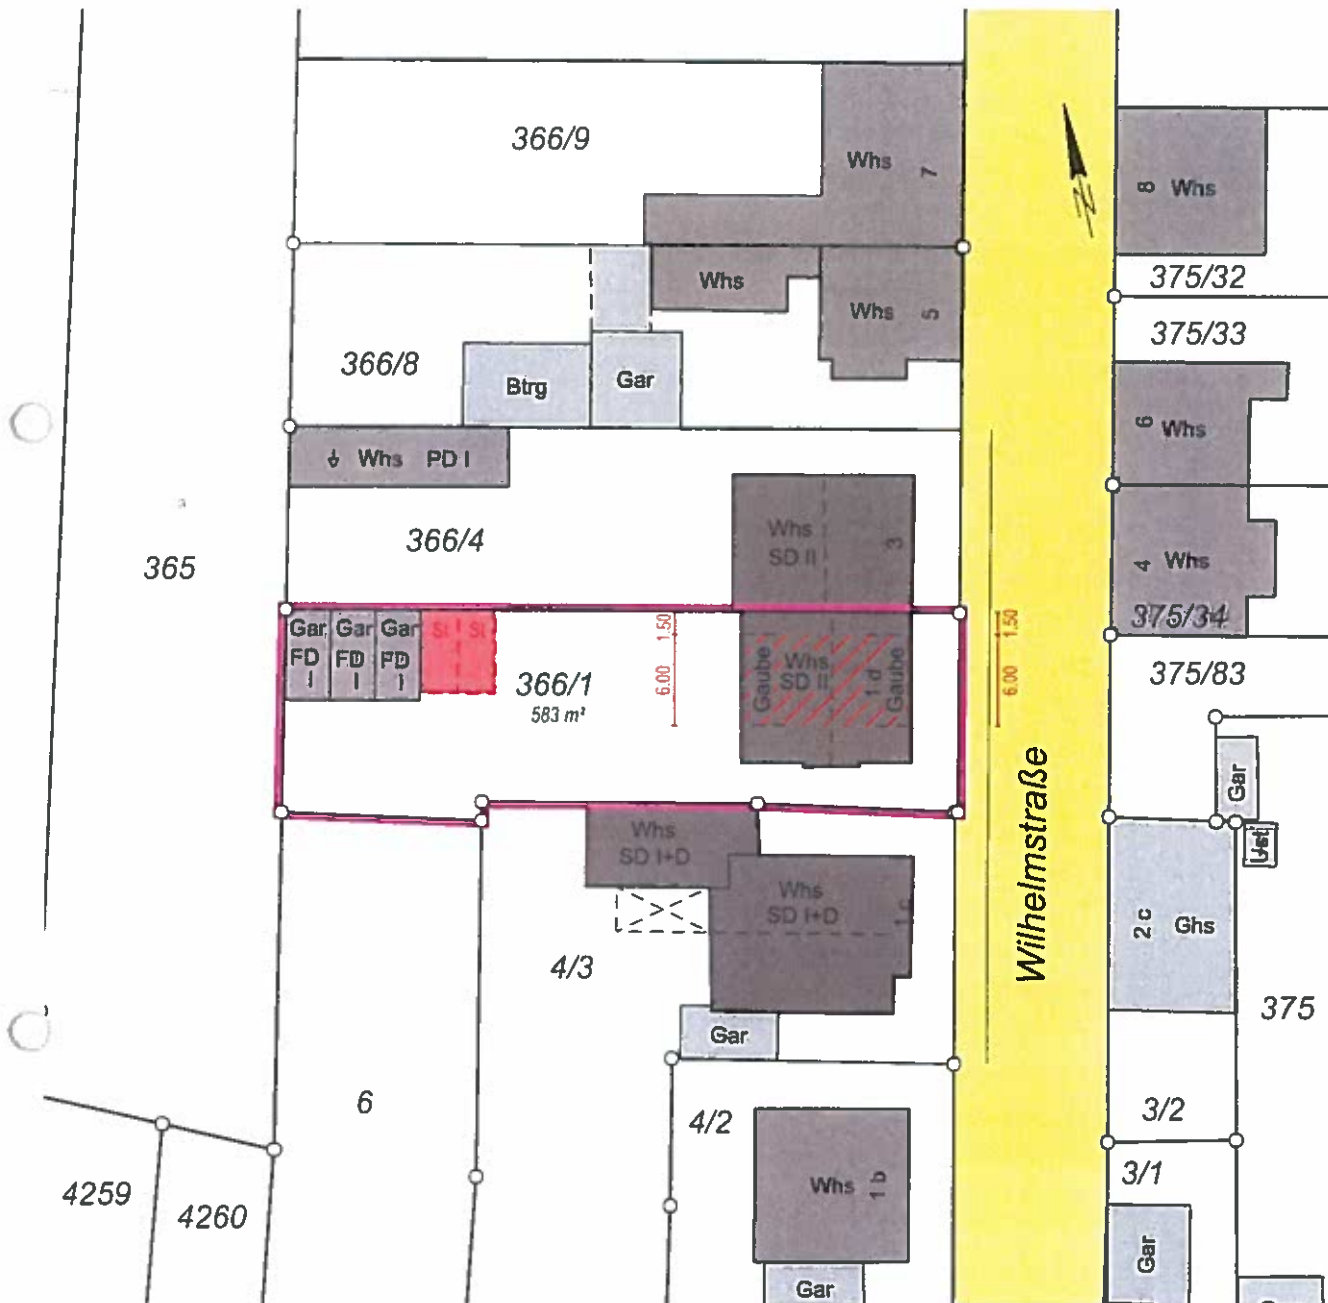 366/9
Whs 7
N
8 Whs
375/32
Whs
Whs 5
375/33
366/8
Btrg
Gar
6 Whs
Whs PD I
366/4
Whs
SD II
3
4 Whs
365
375/34
Gar Gar Gar
FD FD FD
I I I
St St
366/1
583 m²
1.50
6.00
Gaube
Whs
SD II
1 d
Gaube
1.50
6.00
375/83
Gar
Ust
Whs
SD I+D
Whs
SD I+D
1 c
Wilhelmstraße
2 c Ghs
375
4/3
Gar
6
4/2
3/2
3/1
Whs 1 b
4259
4260
Gar
Gar